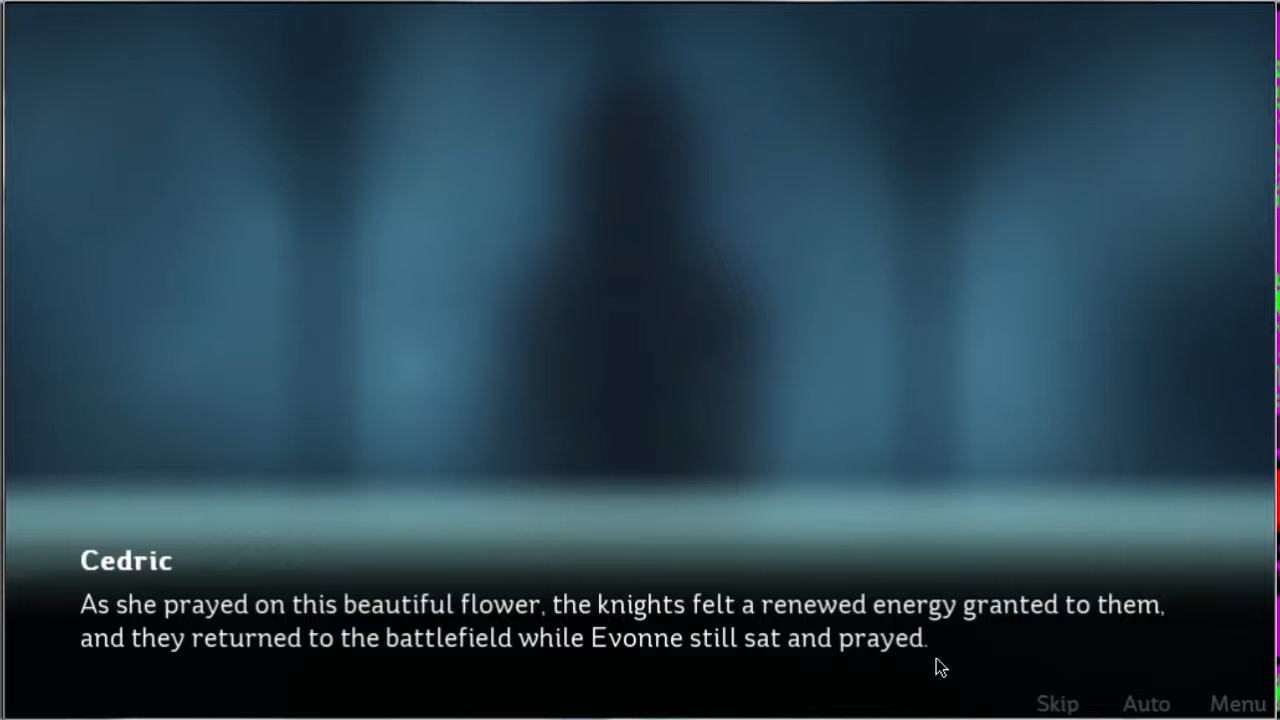 Cedric
As she prayed on this beautiful flower, the knights felt a renewed energy granted to them,
and they returned to the battlefield while Evonne still sat and prayed.
Skip Auto Menu